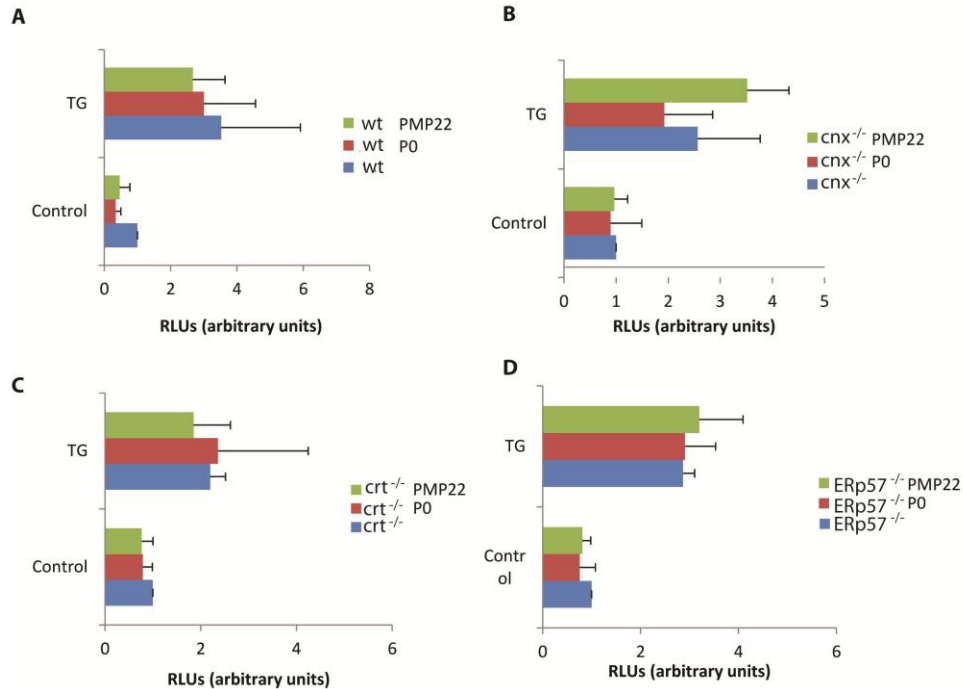 A
TG
Control
wt PMP22
wt P0
wt
0 2 4 6 8
RLUs (arbitrary units)
B
TG
Control
cnx-/- PMP22
cnx-/- P0
cnx-/-
0 1 2 3 4 5
RLUs (arbitrary units)
C
TG
Control
crt-/- PMP22
crt-/- P0
crt-/-
0 2 4 6
RLUs (arbitrary units)
D
TG
Contr
ol
ERp57-/- PMP22
ERp57-/- P0
ERp57-/-
0 2 4 6
RLUs (arbitrary units)